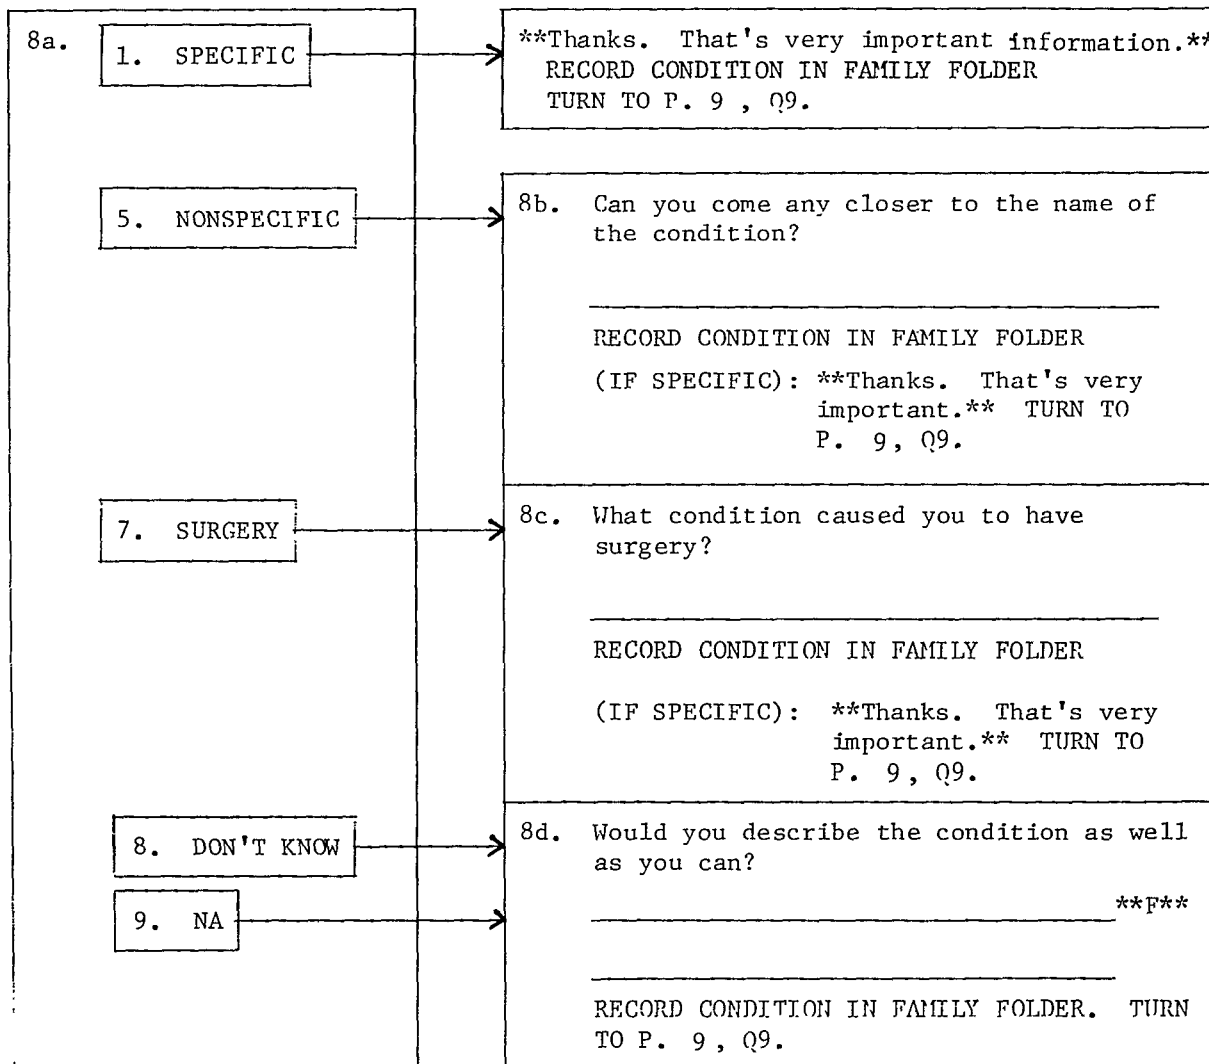 8a.
1. SPECIFIC
**Thanks. That's very important information.**
RECORD CONDITION IN FAMILY FOLDER
TURN TO P. 9 , Q9.
5. NONSPECIFIC
8b. Can you come any closer to the name of
the condition?
RECORD CONDITION IN FAMILY FOLDER
(IF SPECIFIC): **Thanks. That's very
important.** TURN TO
P. 9, Q9.
7. SURGERY
8c. What condition caused you to have
surgery?
RECORD CONDITION IN FAMILY FOLDER
(IF SPECIFIC): **Thanks. That's very
important.** TURN TO
P. 9, Q9.
8. DON'T KNOW
8d. Would you describe the condition as well
as you can?
9. NA
**F**
RECORD CONDITION IN FAMILY FOLDER. TURN
TO P. 9, Q9.